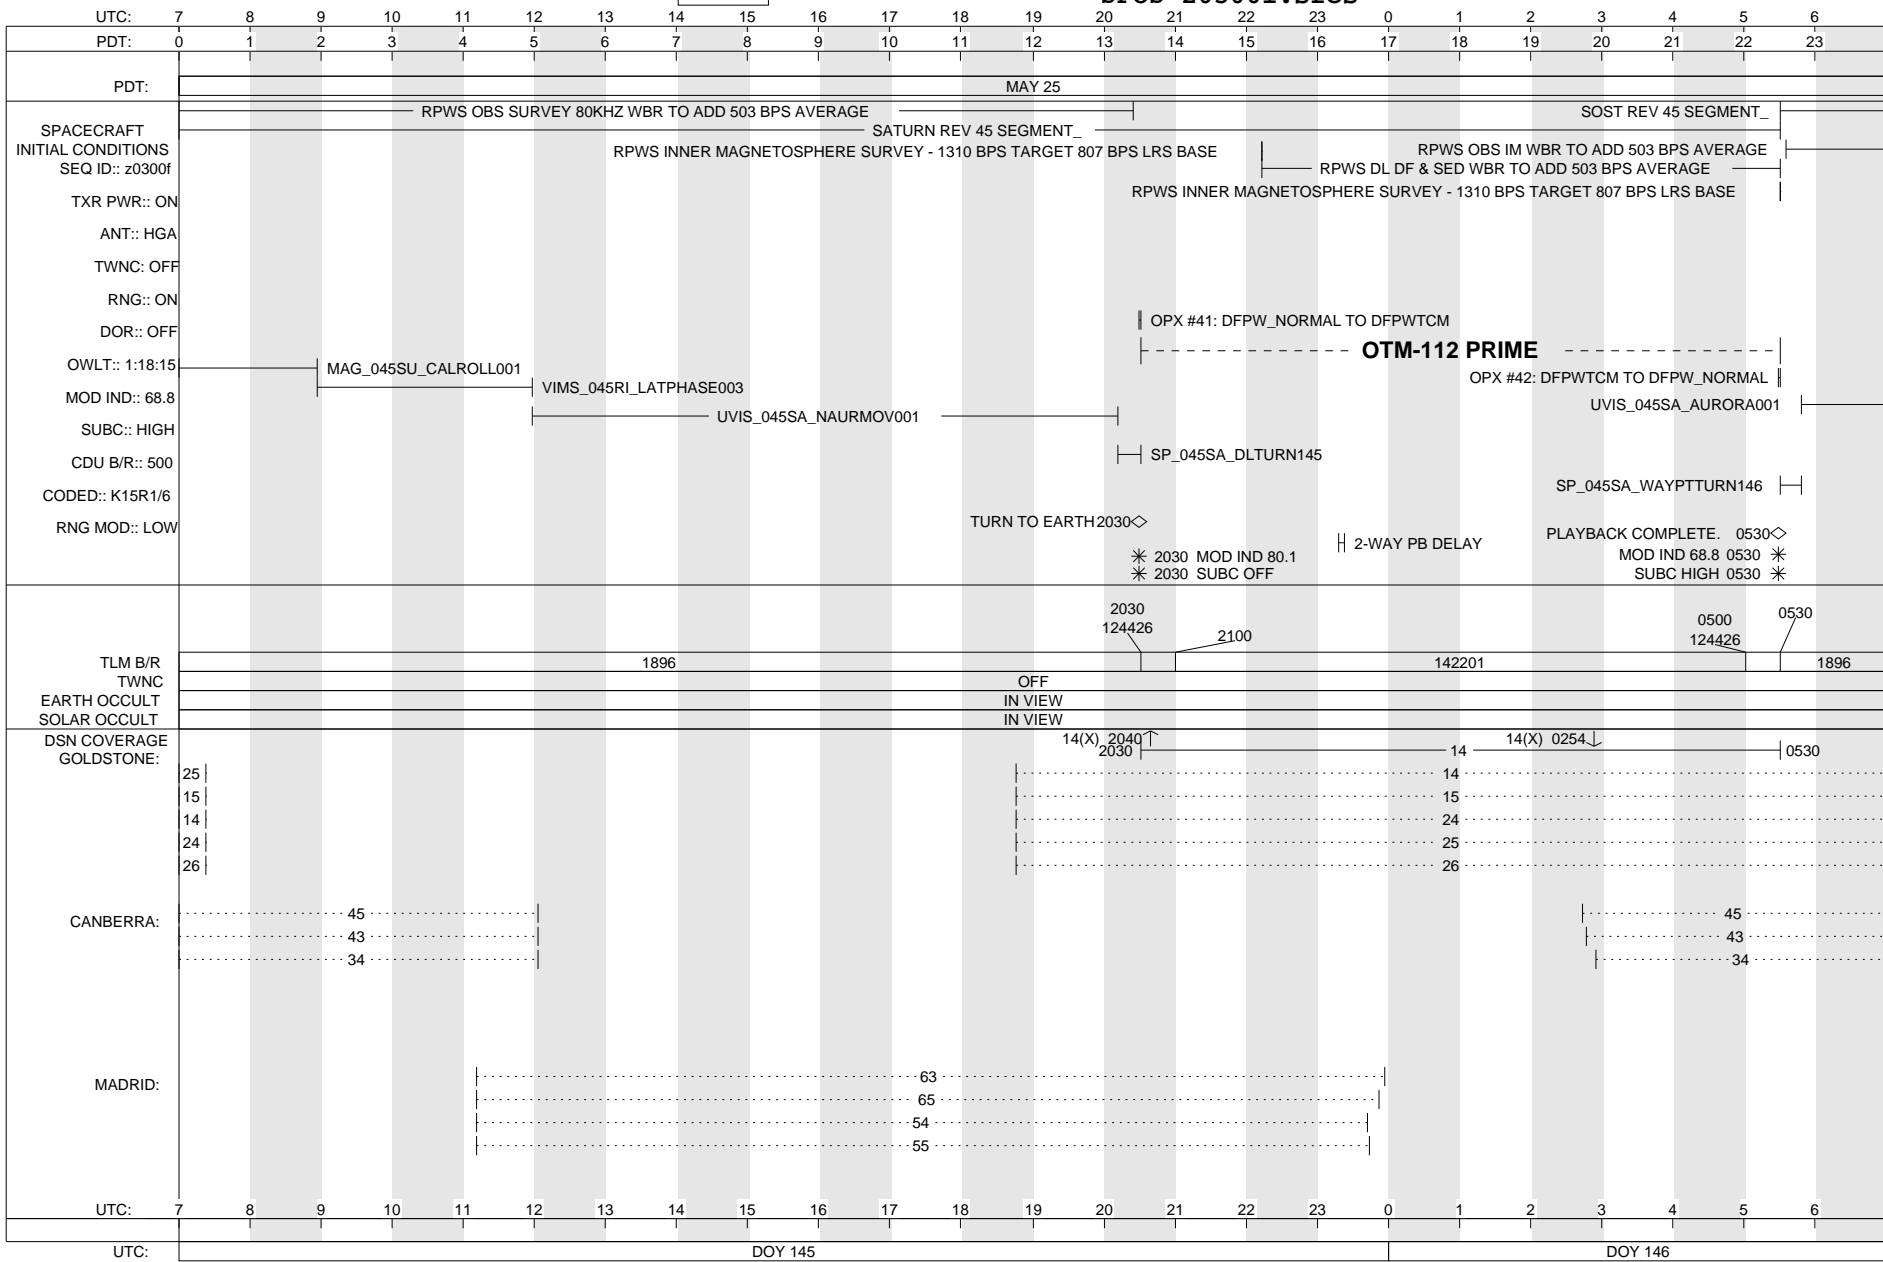 UTC: 7 8 9 10 11 12 13 14 15 16 17 18 19 20 21 22 23 0 1 2 3 4 5 6
PDT: 0 1 2 3 4 5 6 7 8 9 10 11 12 13 14 15 16 17 18 19 20 21 22 23
PDT: MAY 25
RPWS OBS SURVEY 80KHZ WBR TO ADD 503 BPS AVERAGE SOST REV 45 SEGMENT_
SPACECRAFT SATURN REV 45 SEGMENT_
INITIAL CONDITIONS RPWS INNER MAGNETOSPHERE SURVEY - 1310 BPS TARGET 807 BPS LRS BASE RPWS OBS IM WBR TO ADD 503 BPS AVERAGE
SEQ ID:: z0300f RPWS DL DF & SED WBR TO ADD 503 BPS AVERAGE
RPWS INNER MAGNETOSPHERE SURVEY - 1310 BPS TARGET 807 BPS LRS BASE
TXR PWR:: ON
ANT:: HGA
TWNC: OFF
RNG:: ON
OPX #41: DFPW_NORMAL TO DFPWTCM
DOR:: OFF
OTM-112 PRIME
OWLT:: 1:18:15 MAG_045SU_CALROLL001
OPX #42: DFPWTCM TO DFPW_NORMAL
VIMS_045RI_LATPHASE003
MOD IND:: 68.8
UVIS_045SA_AURORA001
UVIS_045SA_NAURMOV001
SUBC:: HIGH
SP_045SA_DLTURN145
CDU B/R:: 500
SP_045SA_WAYPTTURN146
CODED:: K15R1/6
TURN TO EARTH 2030
RNG MOD:: LOW
PLAYBACK COMPLETE. 0530
2-WAY PB DELAY
2030 MOD IND 80.1 MOD IND 68.8 0530
2030 SUBC OFF SUBC HIGH 0530
2030 0530
124426 0500
2100 124426
TLM B/R 1896 142201 1896
TWNC OFF
EARTH OCCULT IN VIEW
SOLAR OCCULT IN VIEW
DSN COVERAGE 14(X) 2040 14(X) 0254
GOLDSTONE: 2030 14 0530
25 14
15 15
14 24
24 25
26 26
CANBERRA: 45 45
43 43
34 34
MADRID: 63
65
54
55
UTC: 7 8 9 10 11 12 13 14 15 16 17 18 19 20 21 22 23 0 1 2 3 4 5 6
UTC: DOY 145 DOY 146